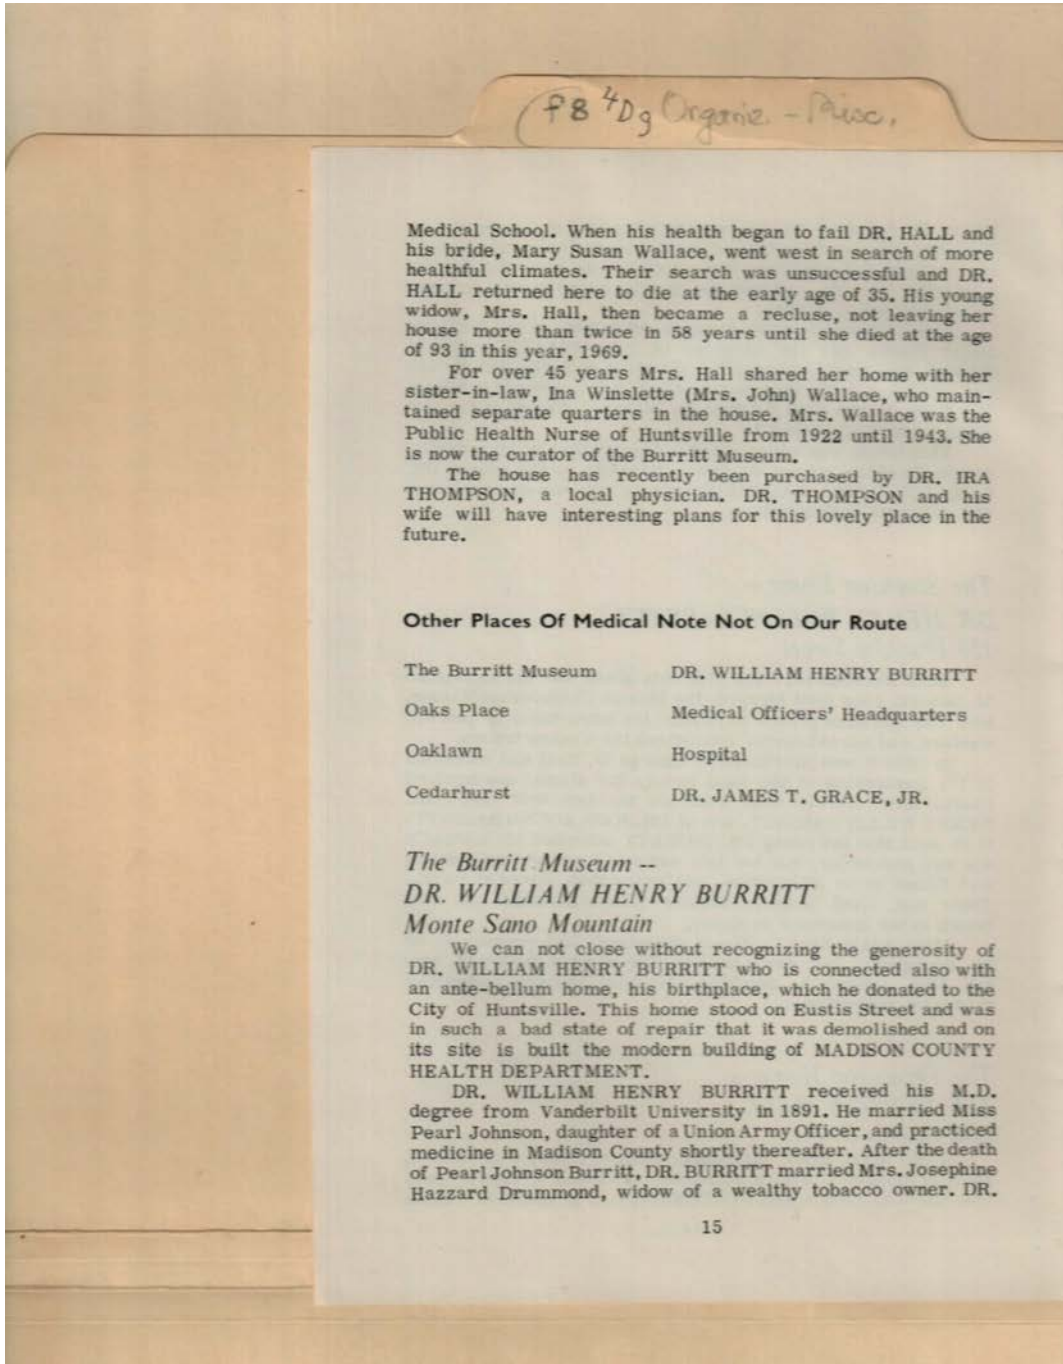 f8 4Dg Organiz. - Misc.
Medical School. When his health began to fail DR. HALL and
his bride, Mary Susan Wallace, went west in search of more
healthful climates. Their search was unsuccessful and DR.
HALL returned here to die at the early age of 35. His young
widow, Mrs. Hall, then became a recluse, not leaving her
house more than twice in 58 years until she died at the age
of 93 in this year, 1969.
For over 45 years Mrs. Hall shared her home with her
sister-in-law, Ina Winslette (Mrs. John) Wallace, who main-
tained separate quarters in the house. Mrs. Wallace was the
Public Health Nurse of Huntsville from 1922 until 1943. She
is now the curator of the Burritt Museum.
The house has recently been purchased by DR. IRA
THOMPSON, a local physician. DR. THOMPSON and his
wife will have interesting plans for this lovely place in the
future.
Other Places Of Medical Note Not On Our Route
The Burritt Museum DR. WILLIAM HENRY BURRITT
Oaks Place Medical Officers' Headquarters
Oaklawn Hospital
Cedarhurst DR. JAMES T. GRACE, JR.
The Burritt Museum --
DR. WILLIAM HENRY BURRITT
Monte Sano Mountain
We can not close without recognizing the generosity of
DR. WILLIAM HENRY BURRITT who is connected also with
an ante-bellum home, his birthplace, which he donated to the
City of Huntsville. This home stood on Eustis Street and was
in such a bad state of repair that it was demolished and on
its site is built the modern building of MADISON COUNTY
HEALTH DEPARTMENT.
DR. WILLIAM HENRY BURRITT received his M.D.
degree from Vanderbilt University in 1891. He married Miss
Pearl Johnson, daughter of a Union Army Officer, and practiced
medicine in Madison County shortly thereafter. After the death
of Pearl Johnson Burritt, DR. BURRITT married Mrs. Josephine
Hazzard Drummond, widow of a wealthy tobacco owner. DR.
15